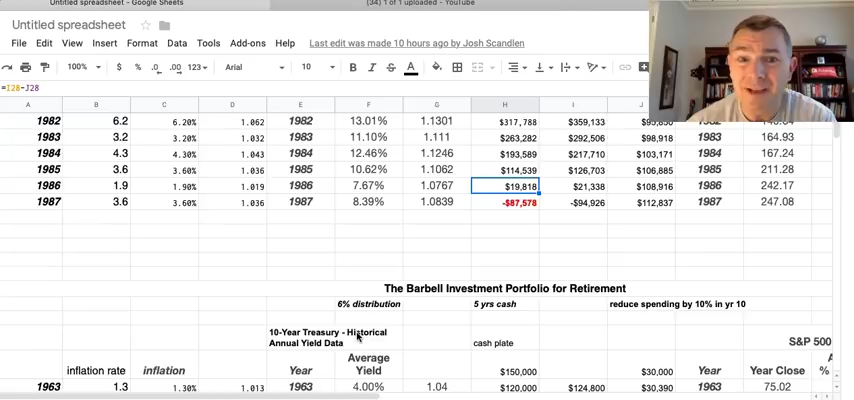 Untitled spreadsheet - Google Sheets (34) 1 of 1 uploaded - YouTube
Untitled spreadsheet
File Edit View Insert Format Data Tools Add-ons Help Last edit was made 10 hours ago by Josh Scandlen
100% $ % .0 .00 123 Arial 10 B I S A
=I28-J28
A B C D E F G H I J
1982 6.2 6.20% 1.062 1982 13.01% 1.1301 $317,788 $359,133
1983 3.2 3.20% 1.032 1983 11.10% 1.111 $263,282 $292,506 $98,918 1983 164.93
1984 4.3 4.30% 1.043 1984 12.46% 1.1246 $193,589 $217,710 $103,171 1984 167.24
1985 3.6 3.60% 1.036 1985 10.62% 1.1062 $114,539 $126,703 $106,885 1985 211.28
1986 1.9 1.90% 1.019 1986 7.67% 1.0767 $19,818 $21,338 $108,916 1986 242.17
1987 3.6 3.60% 1.036 1987 8.39% 1.0839 -$87,578 -$94,926 $112,837 1987 247.08
The Barbell Investment Portfolio for Retirement
6% distribution 5 yrs cash reduce spending by 10% in yr 10
10-Year Treasury - Historical
Annual Yield Data cash plate S&P 500
inflation rate inflation Year Average Yield $150,000 $30,000 Year Year Close %
1963 1.3 1.30% 1.013 1963 4.00% 1.04 $120,000 $124,800 $30,390 1963 75.02